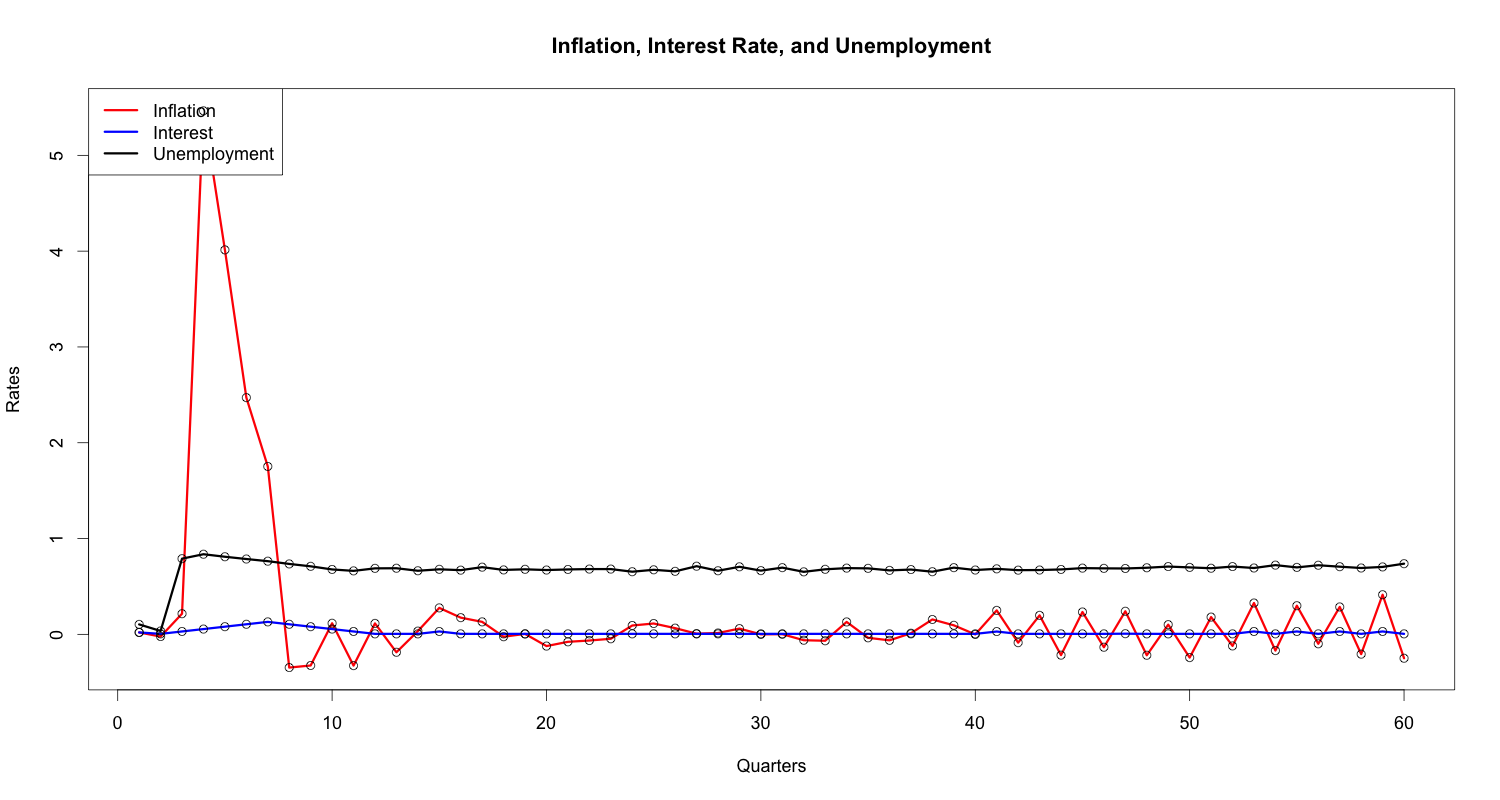 Inflation, Interest Rate, and Unemployment
Inflation
Interest
Unemployment
5
4
3
2
1
0
Rates
0 10 20 30 40 50 60
Quarters